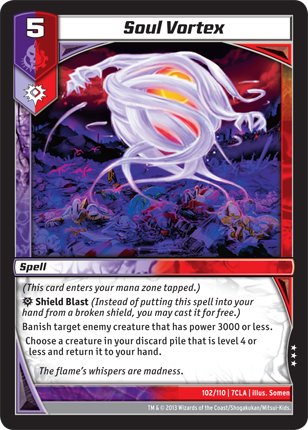 5
Soul Vortex
Spell
(This card enters your mana zone tapped.)
Shield Blast (Instead of putting this spell into your
hand from a broken shield, you may cast it for free.)
Banish target enemy creature that has power 3000 or less.
Choose a creature in your discard pile that is level 4 or
less and return it to your hand.
The flame's whispers are madness.
102/110 | 7CLA | illus. Somen
TM & © 2013 Wizards of the Coast/Shogakukan/Mitsui-Kids.